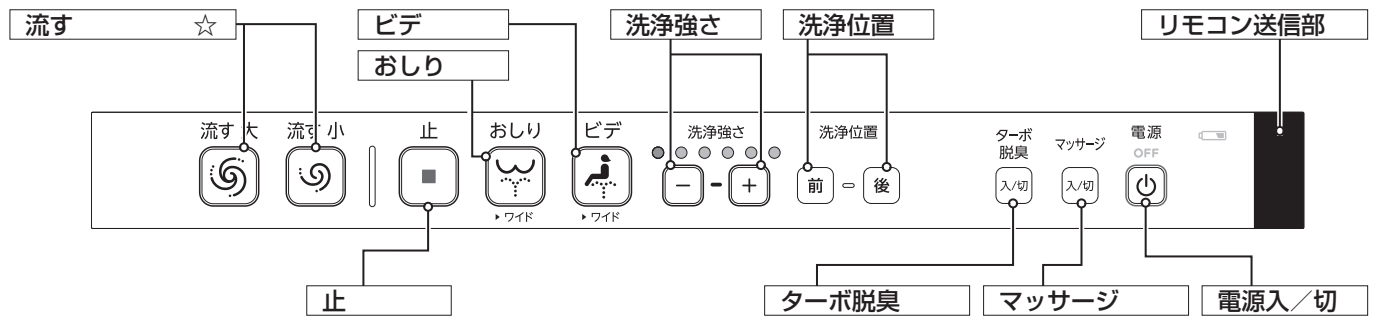 流す ☆
ビデ
洗浄強さ
洗浄位置
リモコン送信部
おしり
流す 大
流す 小
止
おしり
ビデ
洗浄強さ
洗浄位置
ターボ
脱臭
マッサージ
電源
OFF
− +
前 後
入/切
入/切
▶ワイド
▶ワイド
止
ターボ脱臭
マッサージ
電源入／切